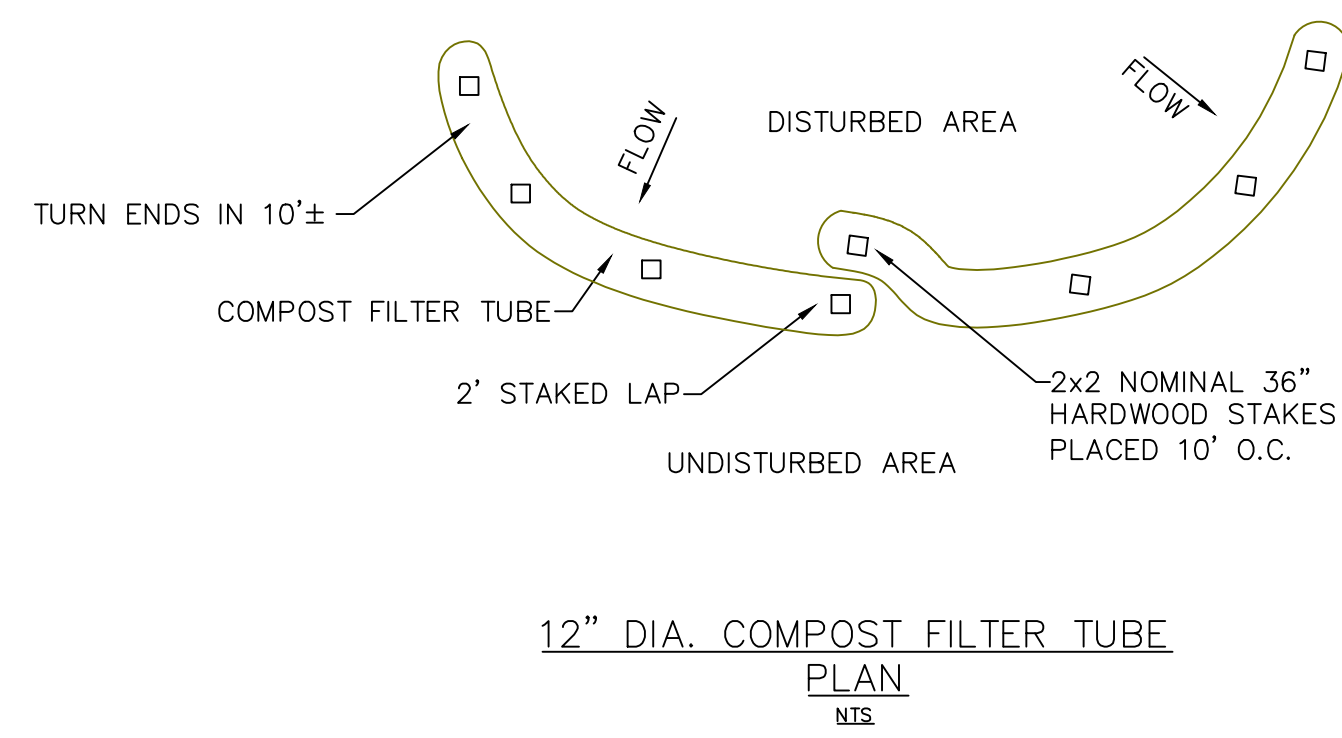 FLOW
FLOW
DISTURBED AREA
TURN ENDS IN 10'±
COMPOST FILTER TUBE
2' STAKED LAP
2x2 NOMINAL 36"
HARDWOOD STAKES
PLACED 10' O.C.
UNDISTURBED AREA
12" DIA. COMPOST FILTER TUBE
PLAN
NTS